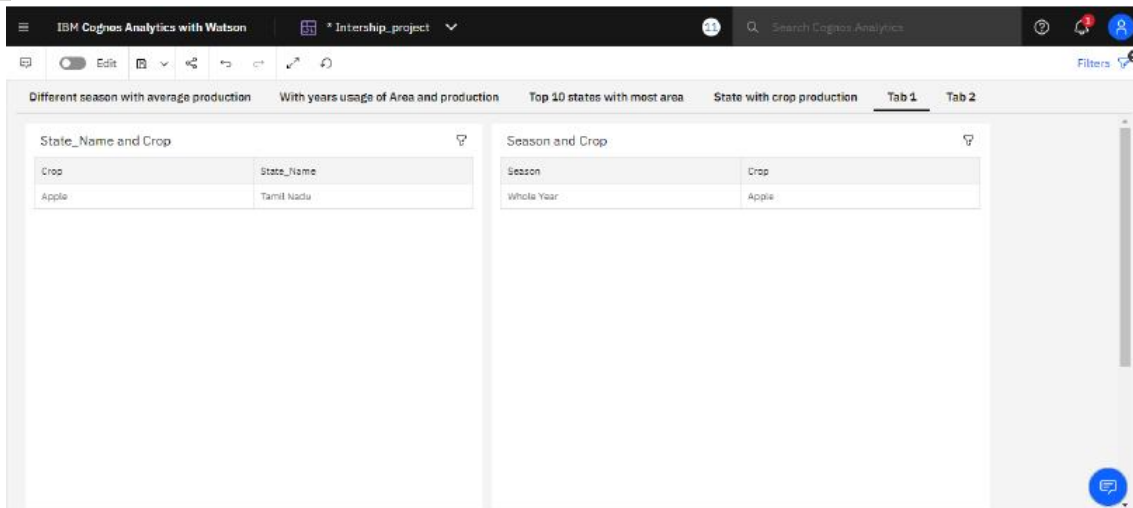 IBM Cognos Analytics with Watson
* Intership_project
11
Search Cognos Analytics
1
Edit
Filters
Different season with average production
With years usage of Area and production
Top 10 states with most area
State with crop production
Tab 1
Tab 2
State_Name and Crop
Crop State_Name
Apple Tamil Nadu
Season and Crop
Season Crop
Whole Year Apple